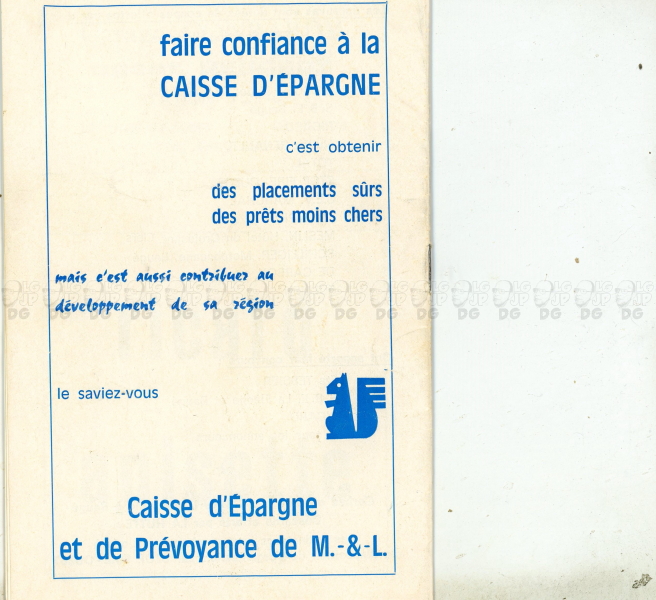 faire confiance à la
CAISSE D'ÉPARGNE
c'est obtenir
des placements sûrs
des prêts moins chers
mais c'est aussi contribuer au
développement de sa région
le saviez-vous
Caisse d'Épargne
et de Prévoyance de M.-&-L.